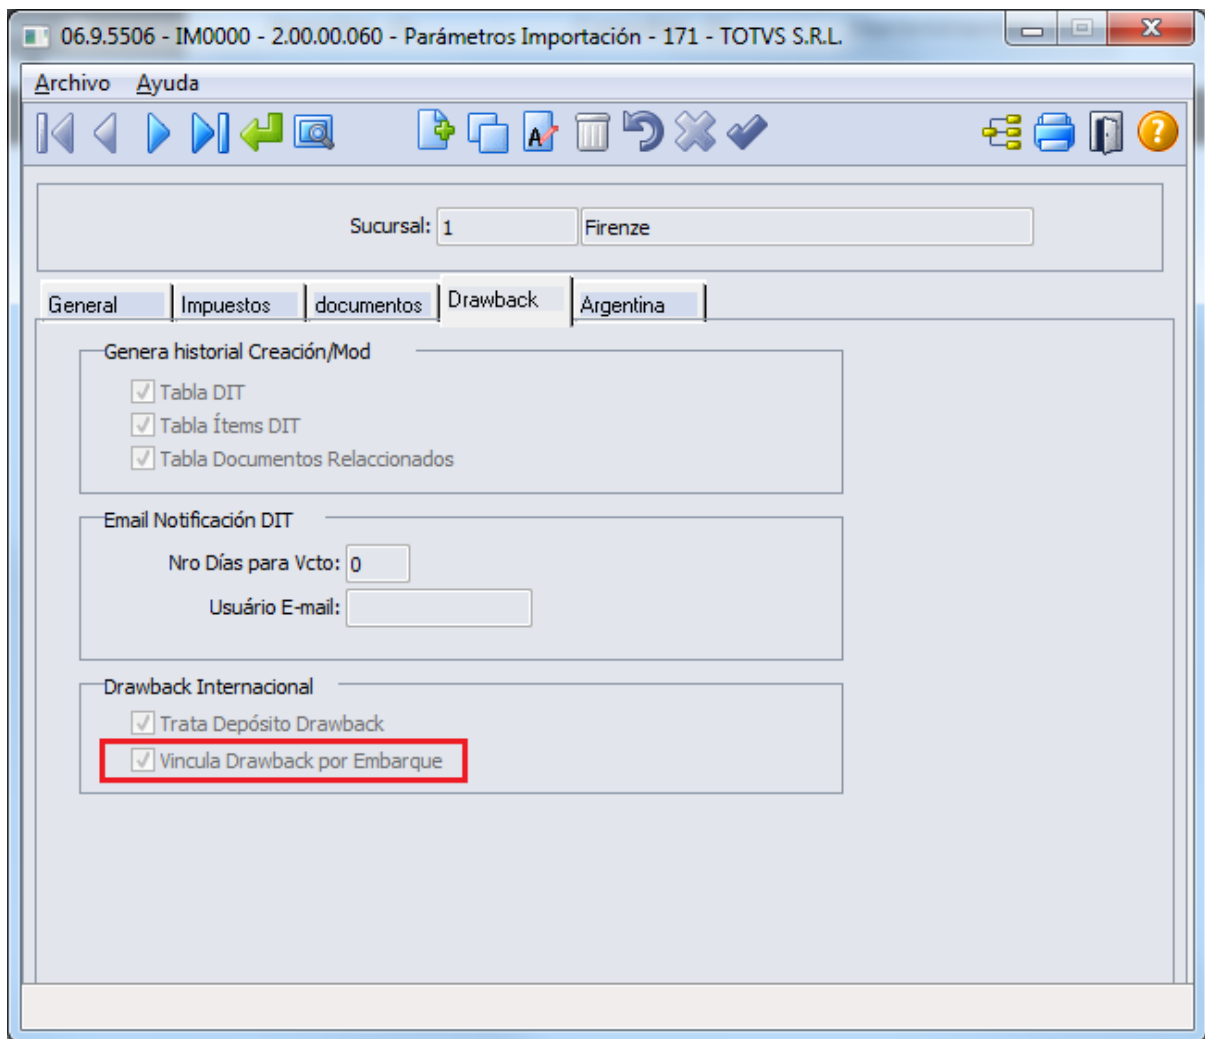 06.9.5506 - IM0000 - 2.00.00.060 - Parámetros Importación - 171 - TOTVS S.R.L.
Archivo Ayuda
Sucursal: 1 Firenze
General Impuestos documentos Drawback Argentina
Genera historial Creación/Mod
Tabla DIT
Tabla Ítems DIT
Tabla Documentos Relaccionados
Email Notificación DIT
Nro Días para Vcto: 0
Usuário E-mail:
Drawback Internacional
Trata Depósito Drawback
Vincula Drawback por Embarque